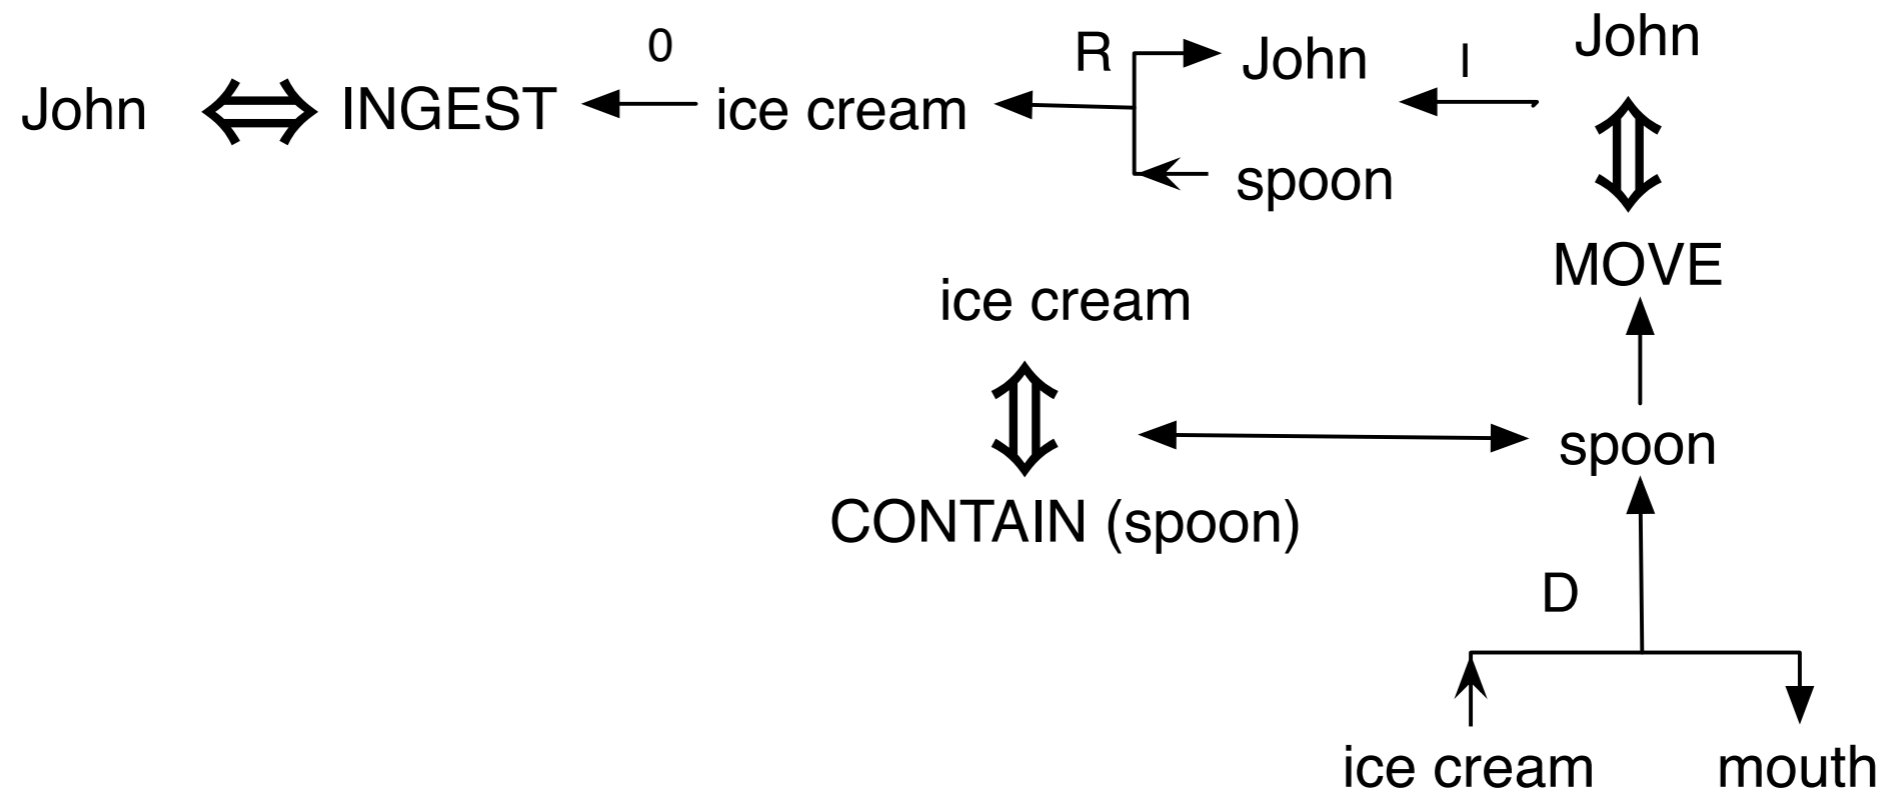 John INGEST 0 ice cream R John I John
spoon
MOVE
ice cream
spoon
CONTAIN (spoon)
D
ice cream mouth